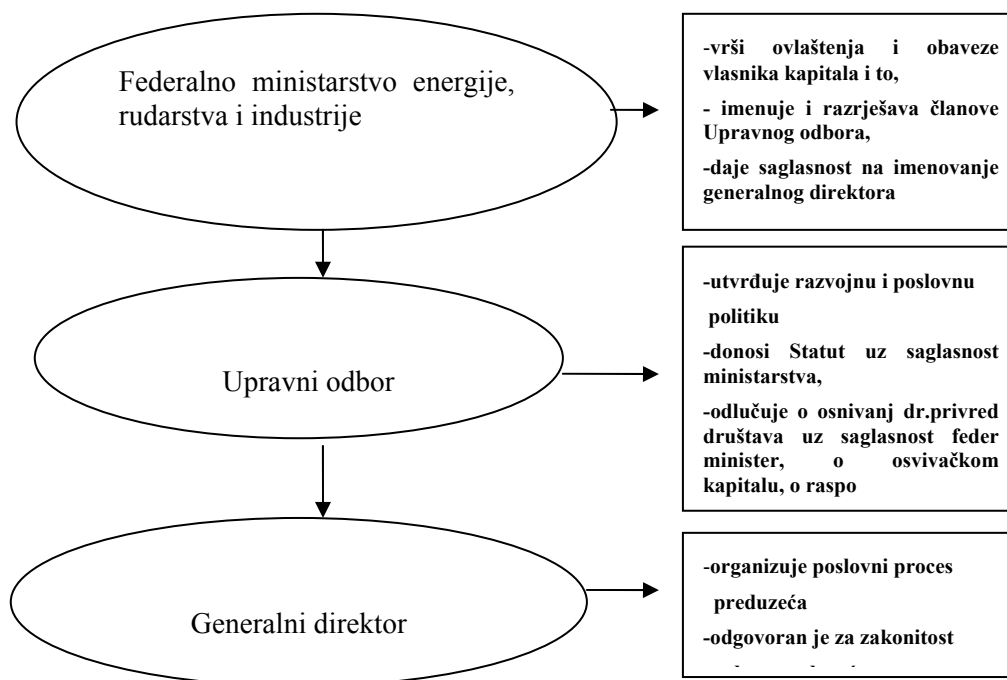 Federalno ministarstvo energije,
rudarstva i industrije
-vrši ovlaštenja i obaveze
vlasnika kapitala i to,
- imenuje i razrješava članove
Upravnog odbora,
-daje saglasnost na imenovanje
generalnog direktora
Upravni odbor
-utvrđuje razvojnu i poslovnu
politiku
-donosi Statut uz saglasnost
ministarstva,
-odlučuje o osnivanj dr.privred
društava uz saglasnost feder
minister, o osvivačkom
kapitalu, o raspo
Generalni direktor
-organizuje poslovni proces
preduzeća
-odgovoran je za zakonitost